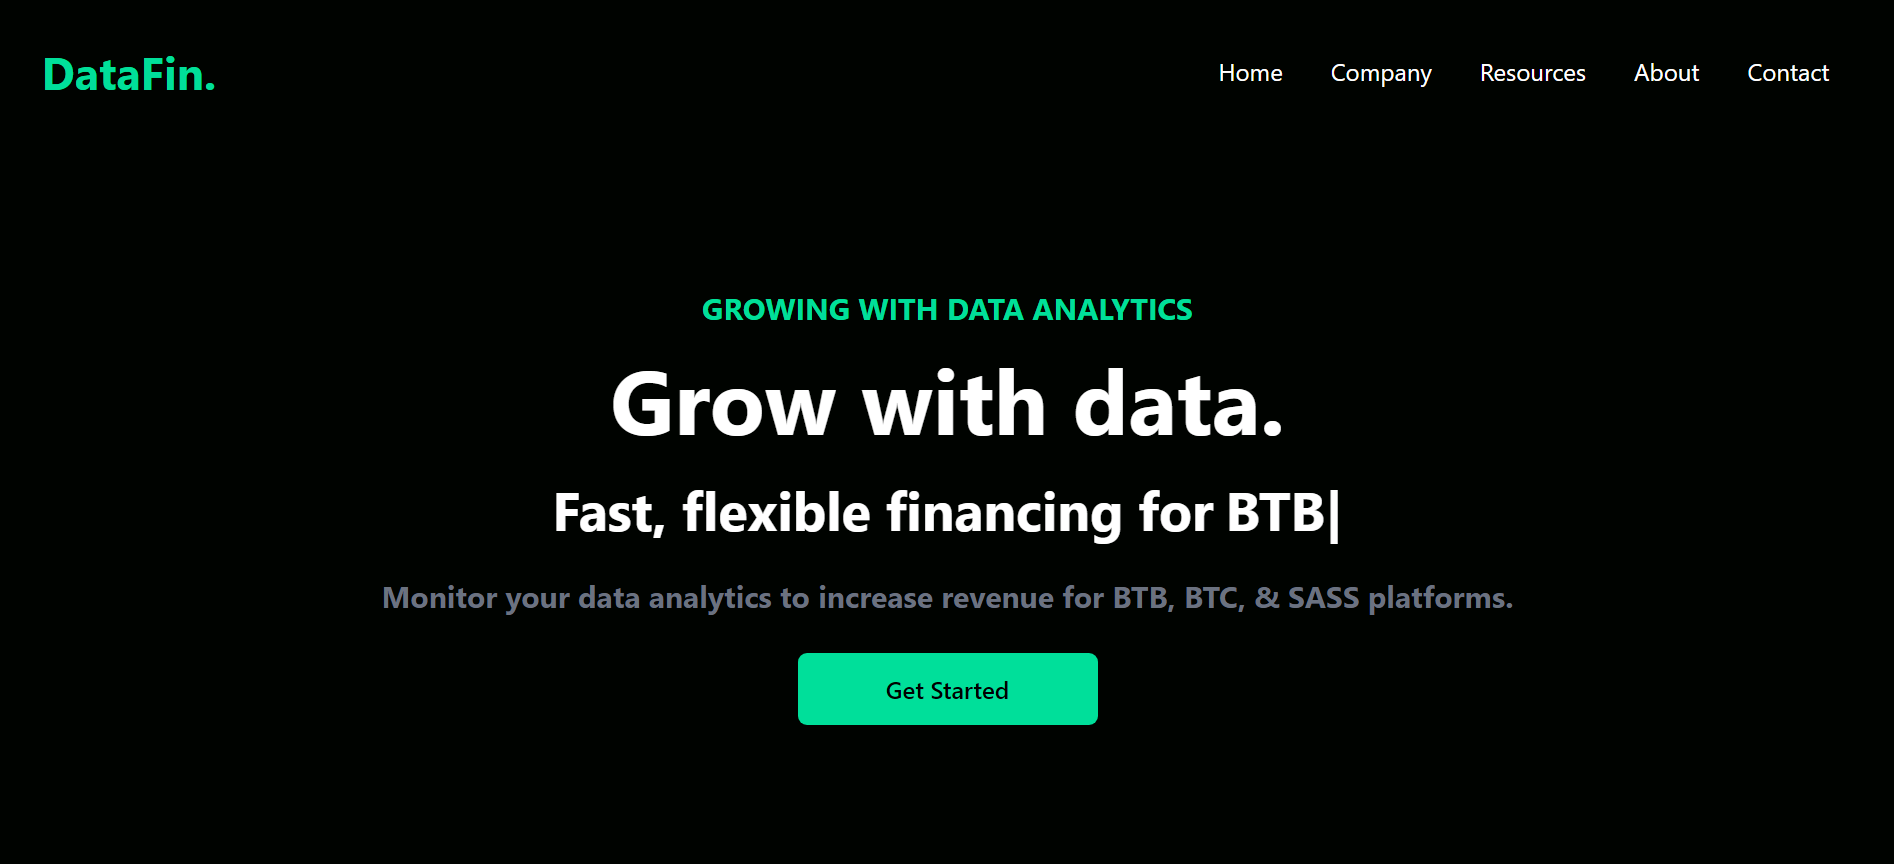 DataFin.
Home Company Resources About Contact
GROWING WITH DATA ANALYTICS
Grow with data.
Fast, flexible financing for BTB|
Monitor your data analytics to increase revenue for BTB, BTC, & SASS platforms.
Get Started